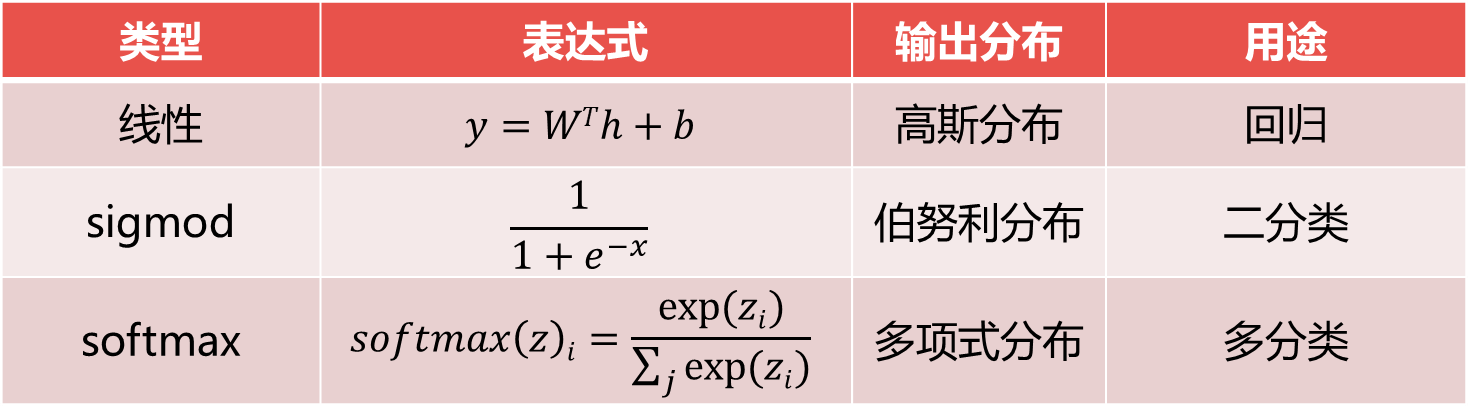 类型 表达式 输出分布 用途
线性 y = W^T h + b 高斯分布 回归
sigmod 1 / (1 + e^{-x}) 伯努利分布 二分类
softmax softmax(z)_i = exp(z_i) / ∑_j exp(z_i) 多项式分布 多分类